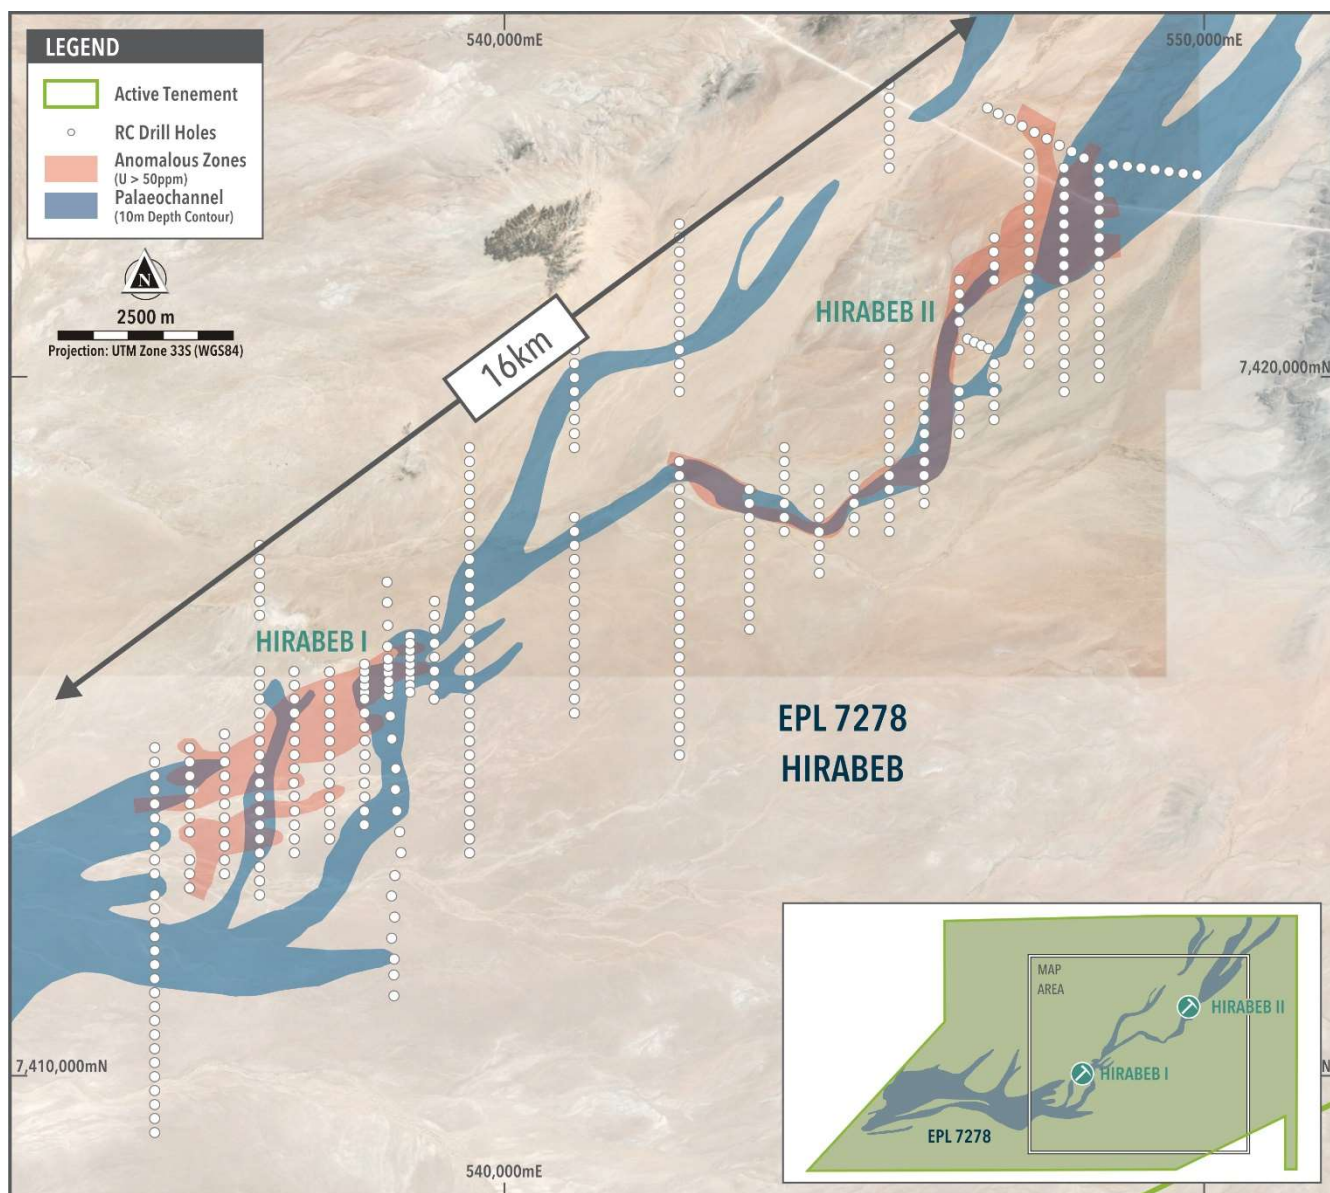 LEGEND
Active Tenement
RC Drill Holes
Anomalous Zones
(U > 50ppm)
Palaeochannel
(10m Depth Contour)
N
2500 m
Projection: UTM Zone 33S (WGS84)
540,000mE
550,000mE
16km
HIRABEB II
7,420,000mN
HIRABEB I
EPL 7278
HIRABEB
7,410,000mN
N
540,000mE
MAP
AREA
HIRABEB II
HIRABEB I
EPL 7278